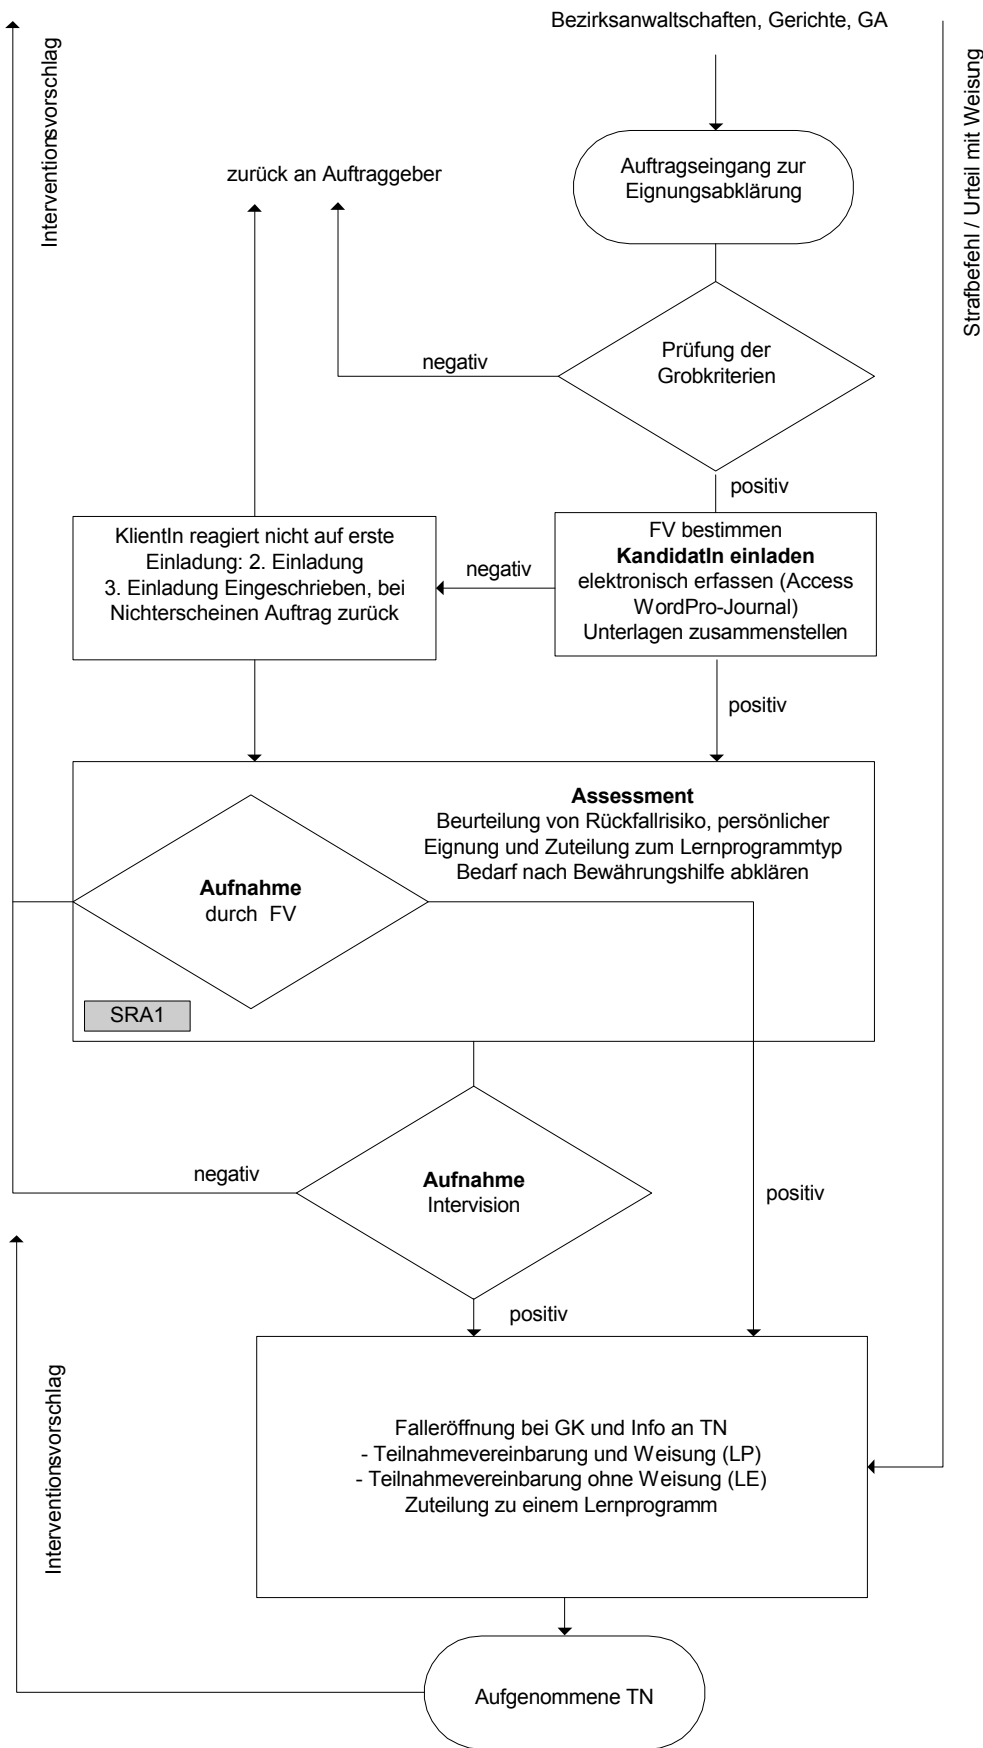 Bezirksanwaltschaften, Gerichte, GA
Interventionsvorschlag
Strafbefehl / Urteil mit Weisung
Auftragseingang zur
Eignungsabklärung
zurück an Auftraggeber
Prüfung der
Grobkriterien
negativ
positiv
KlientIn reagiert nicht auf erste
Einladung: 2. Einladung
3. Einladung Eingeschrieben, bei
Nichterscheinen Auftrag zurück
negativ
FV bestimmen
KandidatIn einladen
elektronisch erfassen (Access
WordPro-Journal)
Unterlagen zusammenstellen
positiv
Assessment
Beurteilung von Rückfallrisiko, persönlicher
Eignung und Zuteilung zum Lernprogrammtyp
Bedarf nach Bewährungshilfe abklären
Aufnahme
durch FV
SRA1
negativ
Aufnahme
Intervision
positiv
positiv
Interventionsvorschlag
Falleröffnung bei GK und Info an TN
- Teilnahmevereinbarung und Weisung (LP)
- Teilnahmevereinbarung ohne Weisung (LE)
Zuteilung zu einem Lernprogramm
Aufgenommene TN